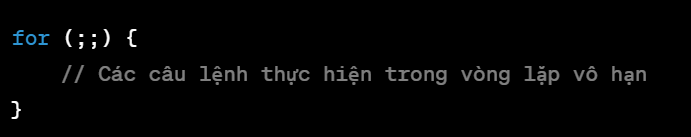 for (;;) {
    // Các câu lệnh thực hiện trong vòng lặp vô hạn
}